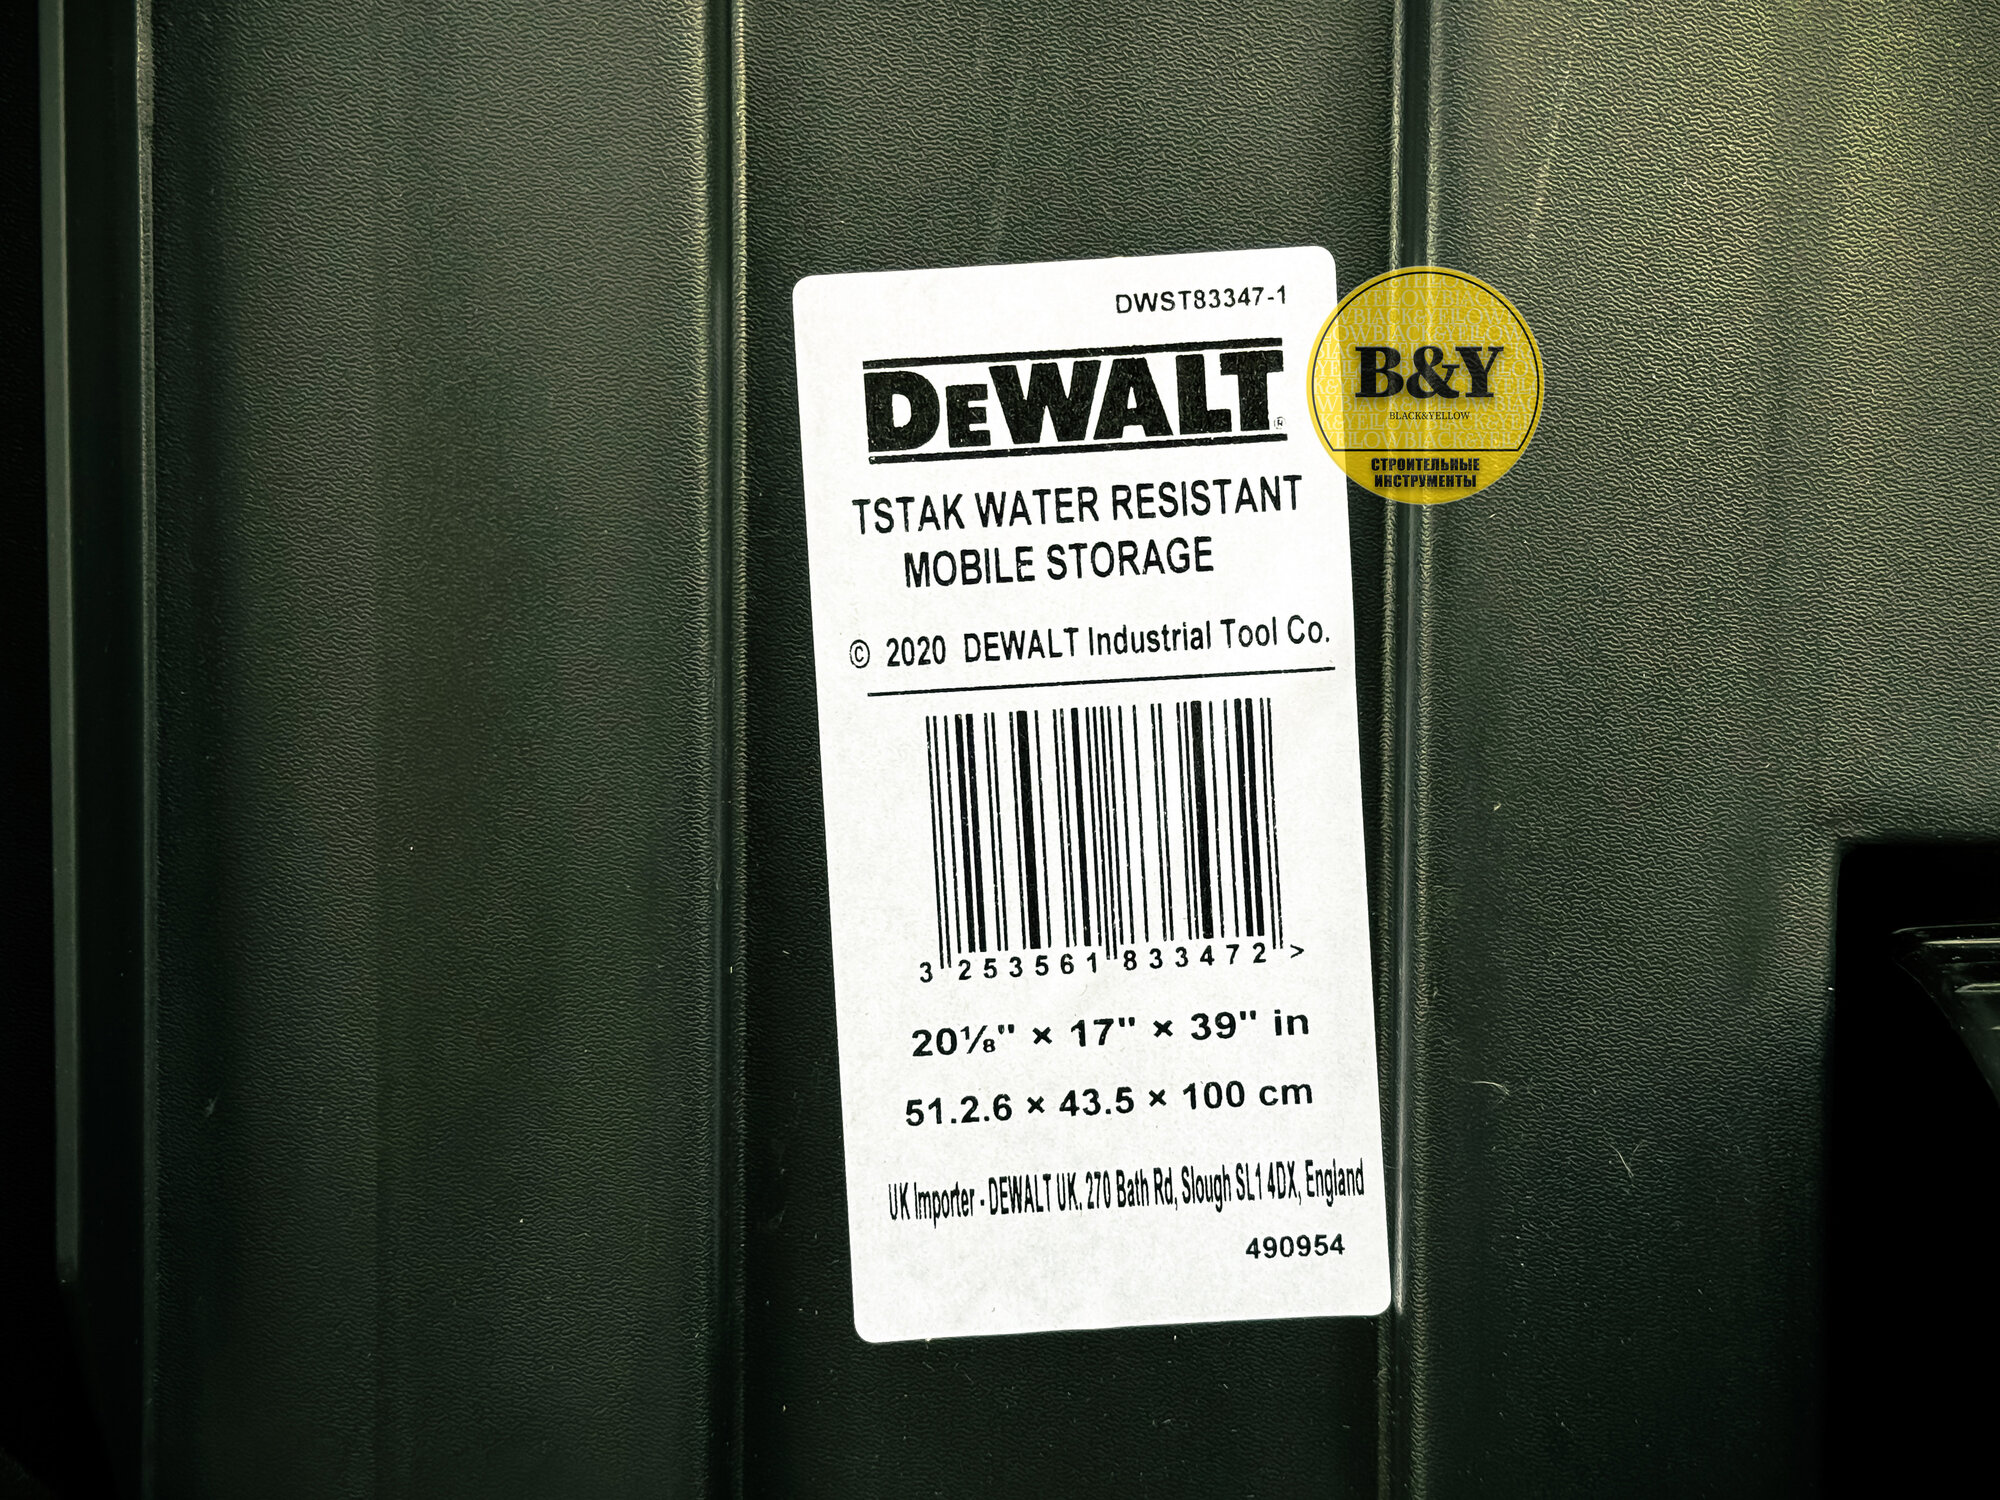 DWST83347-1
DEWALT®
TSTAK WATER RESISTANT
MOBILE STORAGE
© 2020 DEWALT Industrial Tool Co.
3 253561 833472 >
20⅛" × 17" × 39" in
51.2.6 × 43.5 × 100 cm
UK Importer - DEWALT UK. 270 Bath Rd, Slough SL1 4DX, England
490954
B&Y
BLACK&YELLOW
СТРОИТЕЛЬНЫЕ
ИНСТРУМЕНТЫ